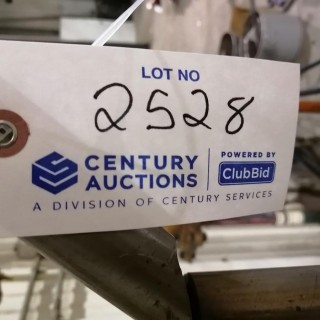 LOT NO
2528
CENTURY AUCTIONS
POWERED BY
ClubBid
A DIVISION OF CENTURY SERVICES